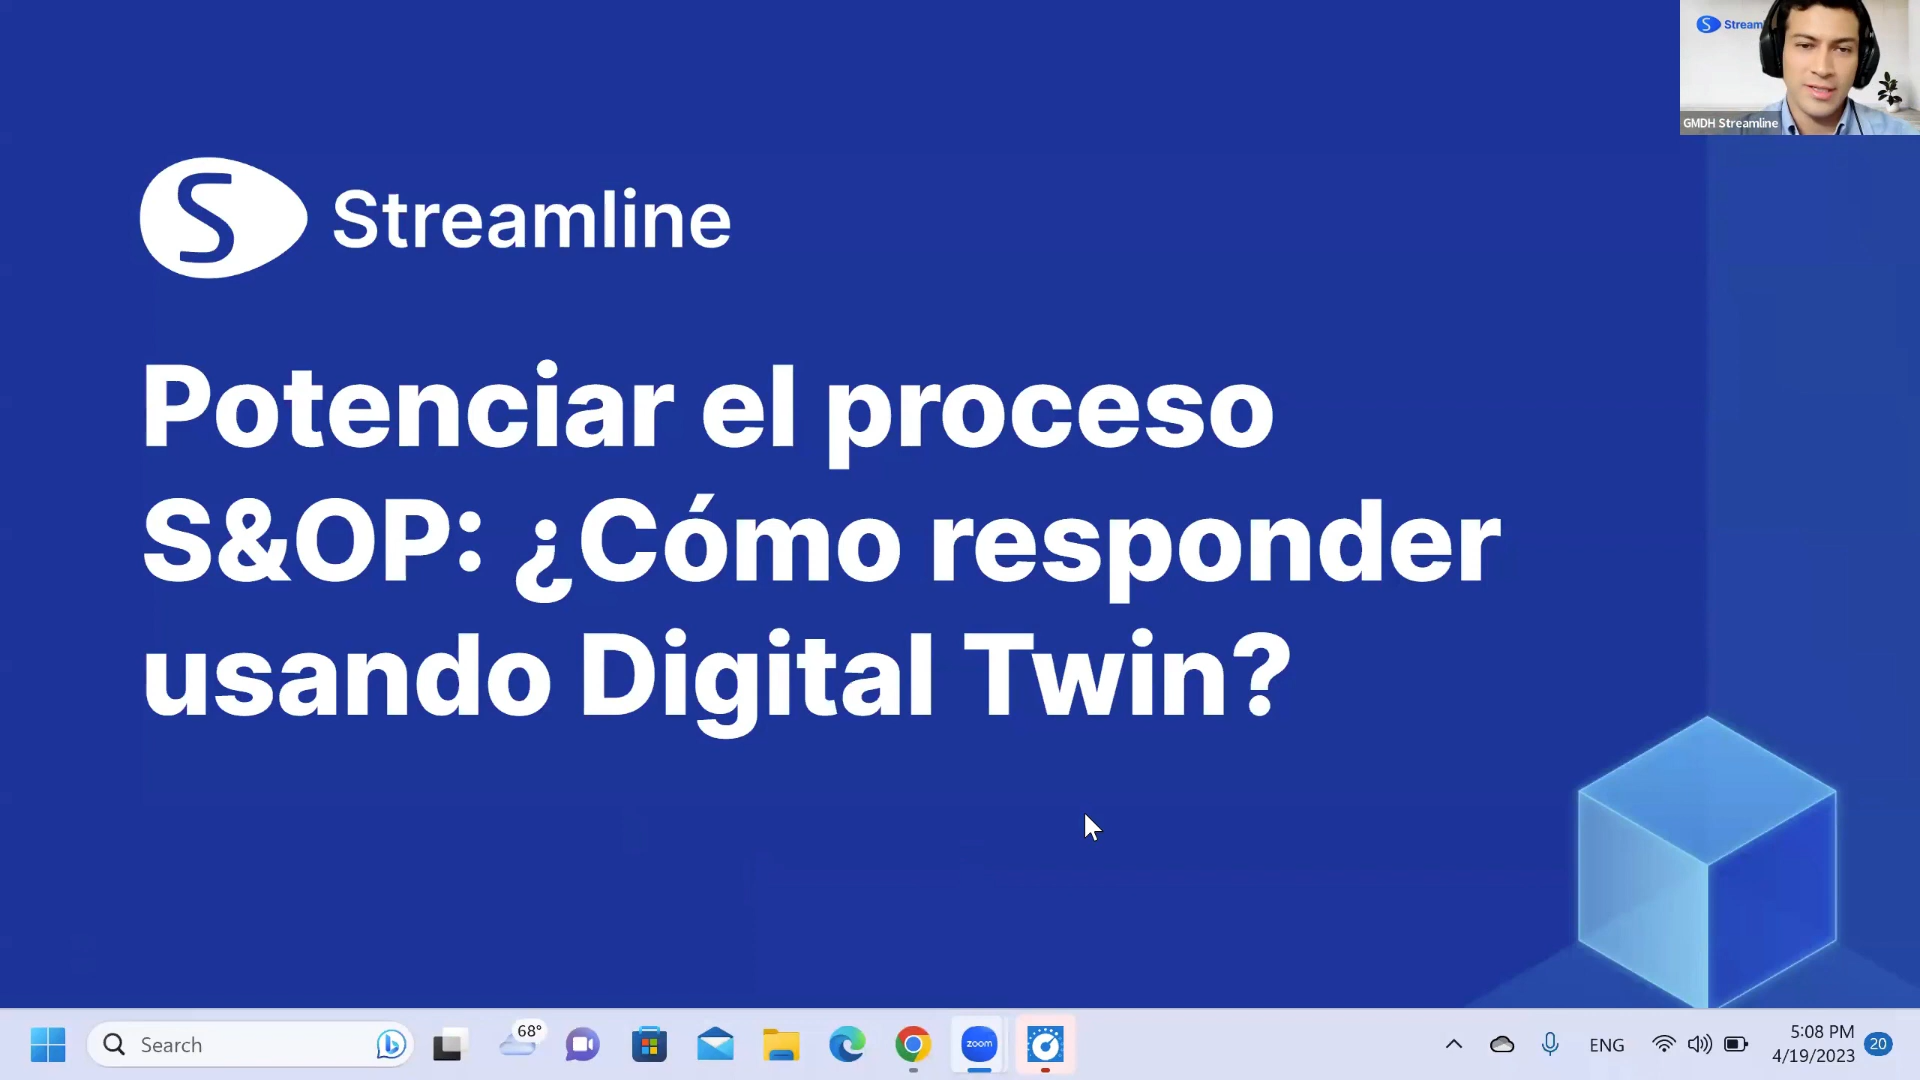 Stream
GMDH Streamline
Streamline
Potenciar el proceso
S&OP: ¿Cómo responder
usando Digital Twin?
Search
68°
zoom
ENG
5:08 PM
4/19/2023
20